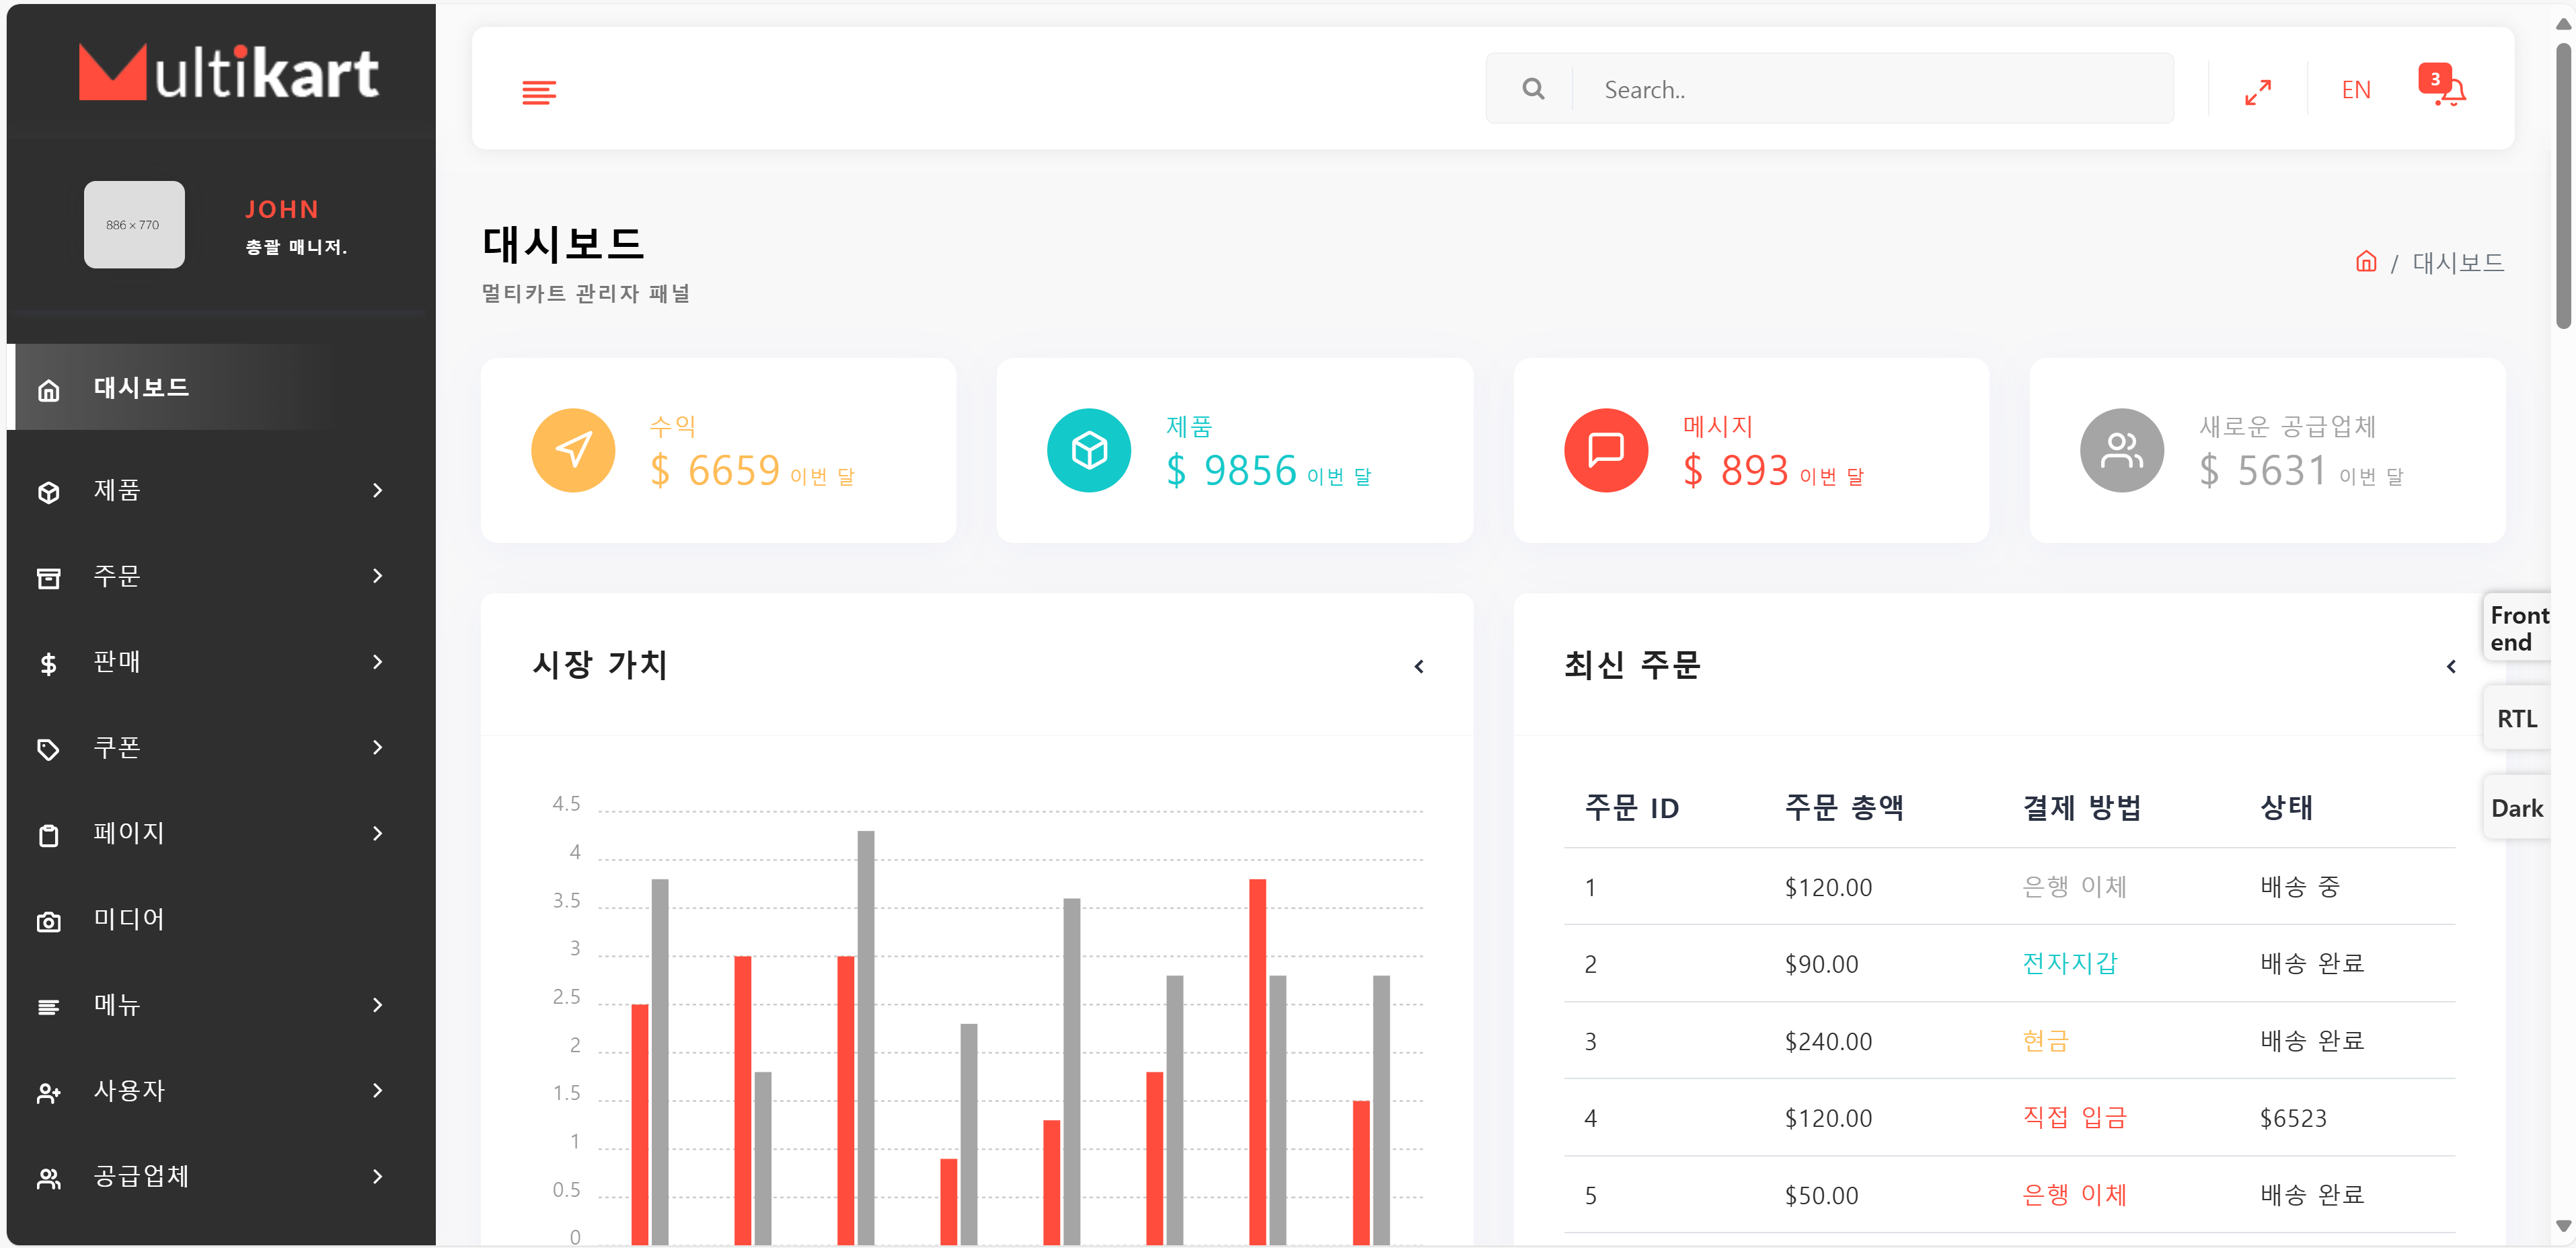 Multikart
886 × 770
JOHN
총괄 매니저.
대시보드
제품
주문
판매
쿠폰
페이지
미디어
메뉴
사용자
공급업체
Search..
EN
3
대시보드
멀티카트 관리자 패널
/ 대시보드
수익
$ 6659 이번 달
제품
$ 9856 이번 달
메시지
$ 893 이번 달
새로운 공급업체
$ 5631 이번 달
시장 가치
4.5
4
3.5
3
2.5
2
1.5
1
0.5
0
최신 주문
주문 ID 주문 총액 결제 방법 상태
1 $120.00 은행 이체 배송 중
2 $90.00 전자지갑 배송 완료
3 $240.00 현금 배송 완료
4 $120.00 직접 입금 $6523
5 $50.00 은행 이체 배송 완료
Front
end
RTL
Dark